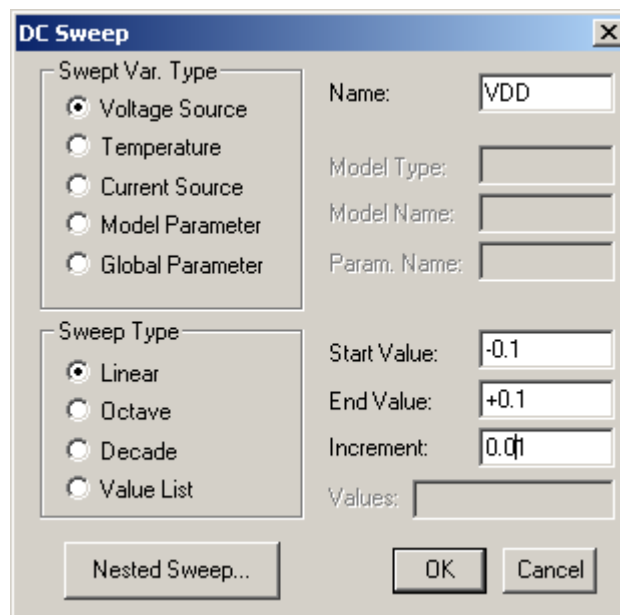 DC Sweep
Swept Var. Type
Voltage Source
Temperature
Current Source
Model Parameter
Global Parameter
Name: VDD
Model Type:
Model Name:
Param. Name:
Sweep Type
Linear
Octave
Decade
Value List
Start Value: -0.1
End Value: +0.1
Increment: 0.01
Values:
Nested Sweep...
OK
Cancel